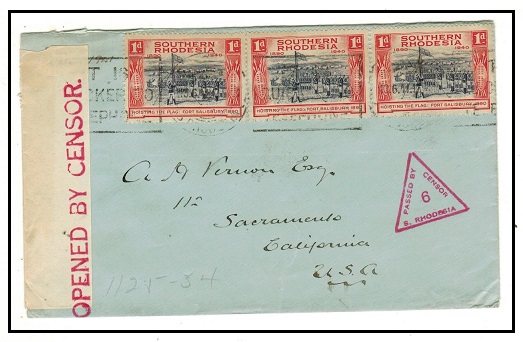 1d SOUTHERN RHODESIA 1d
1890 1940
HOISTING THE FLAG: FORT SALISBURY 1890
1d SOUTHERN RHODESIA 1d
1890 1940
HOISTING THE FLAG: FORT SALISBURY 1890
1d SOUTHERN RHODESIA 1d
1890 1940
HOISTING THE FLAG: FORT SALISBURY 1890
OPENED BY CENSOR.
PASSED BY CENSOR
6
S. RHODESIA
A H Vernon Esq.
Sacramento
California
U.S.A
1125-34